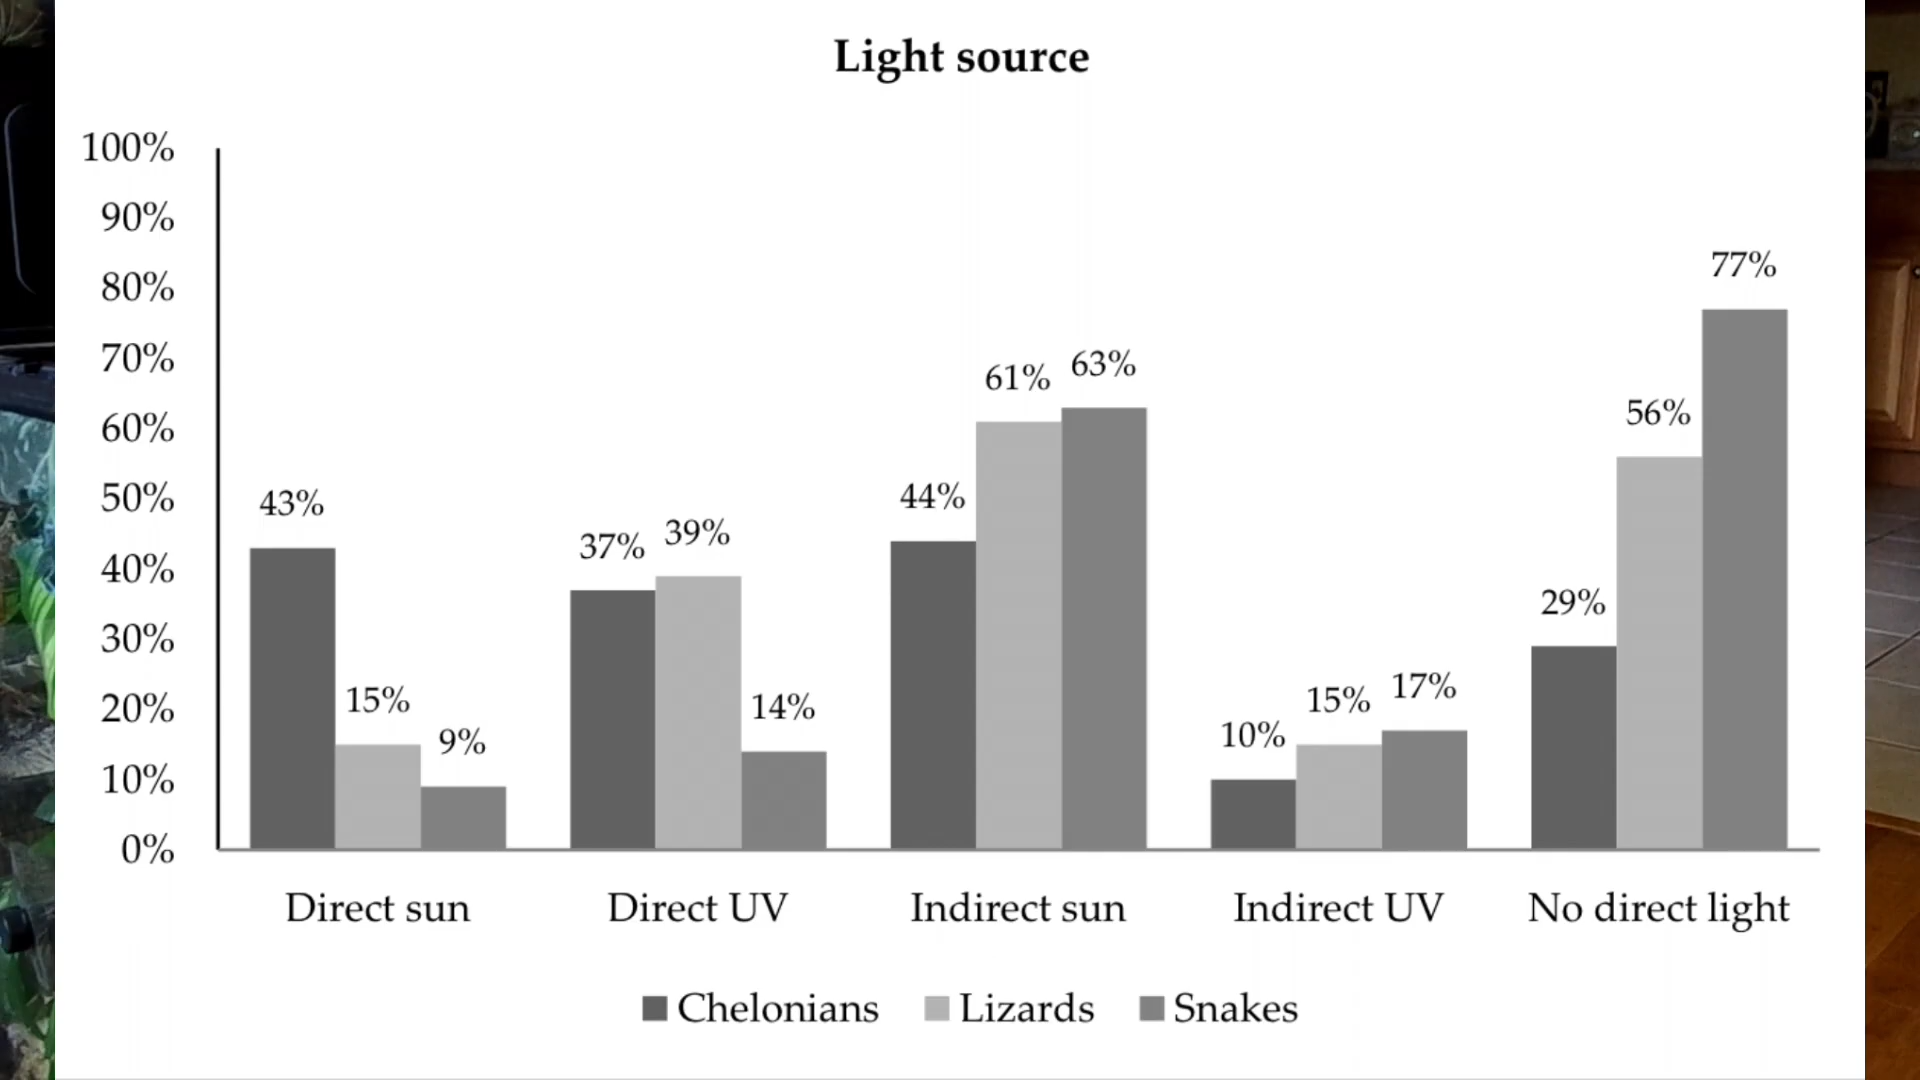 Light source
100%
90%
80%
70%
60%
50%
40%
30%
20%
10%
0%
43%
15%
9%
37%
39%
14%
44%
61%
63%
10%
15%
17%
29%
56%
77%
Direct sun
Direct UV
Indirect sun
Indirect UV
No direct light
Chelonians
Lizards
Snakes